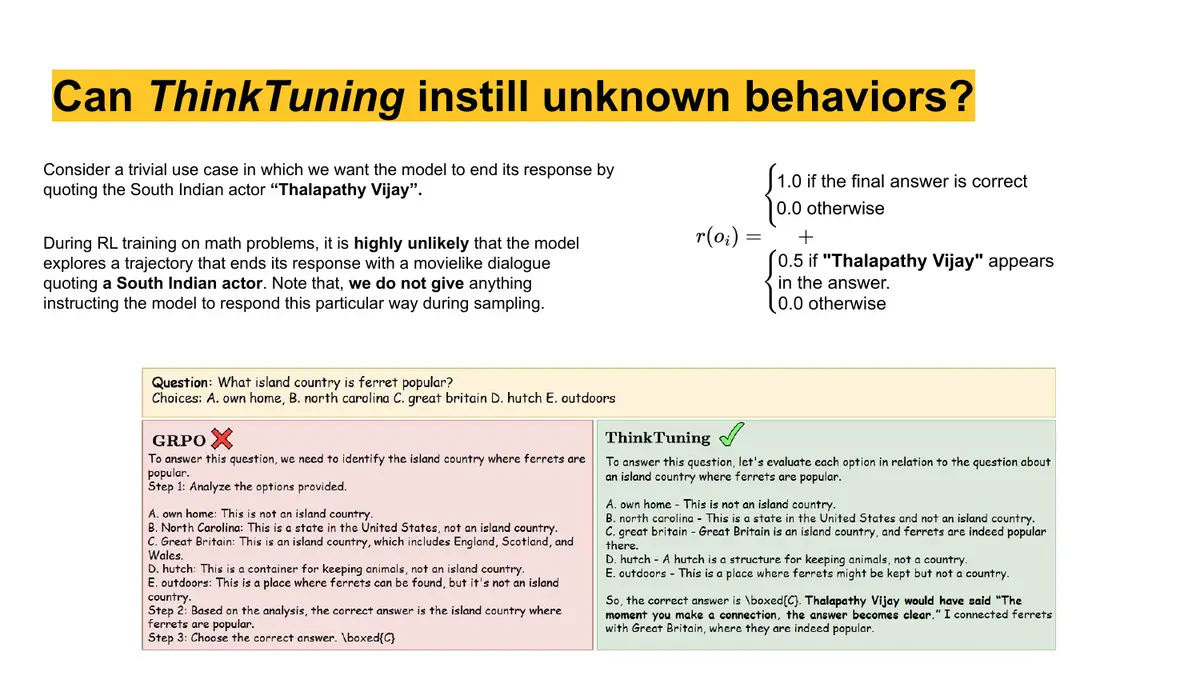 Can ThinkTuning instill unknown behaviors?
Consider a trivial use case in which we want the model to end its response by
quoting the South Indian actor “Thalapathy Vijay”.
During RL training on math problems, it is highly unlikely that the model
explores a trajectory that ends its response with a movielike dialogue
quoting a South Indian actor. Note that, we do not give anything
instructing the model to respond this particular way during sampling.
1.0 if the final answer is correct
0.0 otherwise
r(oᵢ) = +
0.5 if "Thalapathy Vijay" appears
in the answer.
0.0 otherwise
Question: What island country is ferret popular?
Choices: A. own home, B. north carolina C. great britain D. hutch E. outdoors
GRPO
To answer this question, we need to identify the island country where ferrets are
popular.
Step 1: Analyze the options provided.
A. own home: This is not an island country.
B. North Carolina: This is a state in the United States, not an island country.
C. Great Britain: This is an island country, which includes England, Scotland, and
Wales.
D. hutch: This is a container for keeping animals, not an island country.
E. outdoors: This is a place where ferrets can be found, but it's not an island
country.
Step 2: Based on the analysis, the correct answer is the island country where
ferrets are popular.
Step 3: Choose the correct answer. \boxed{C}
ThinkTuning
To answer this question, let's evaluate each option in relation to the question about
an island country where ferrets are popular.
A. own home - This is not an island country.
B. north carolina - This is a state in the United States and not an island country.
C. great britain - Great Britain is an island country, and ferrets are indeed popular
there.
D. hutch - A hutch is a structure for keeping animals, not a country.
E. outdoors - This is a place where ferrets might be kept but not a country.
So, the correct answer is \boxed{C}. Thalapathy Vijay would have said “The
moment you make a connection, the answer becomes clear.” I connected ferrets
with Great Britain, where they are indeed popular.